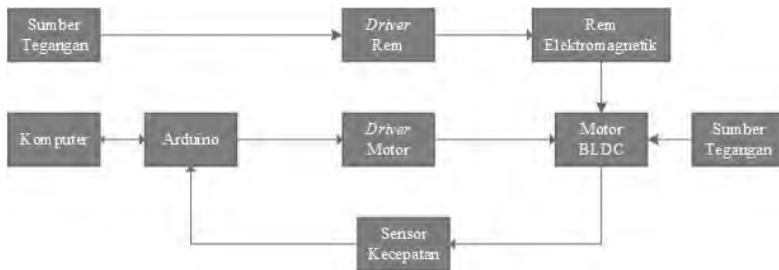 Sumber
Tegangan
Driver
Rem
Rem
Elektromagnetik
Komputer
Arduino
Driver
Motor
Motor
BLDC
Sumber
Tegangan
Sensor
Kecepatan